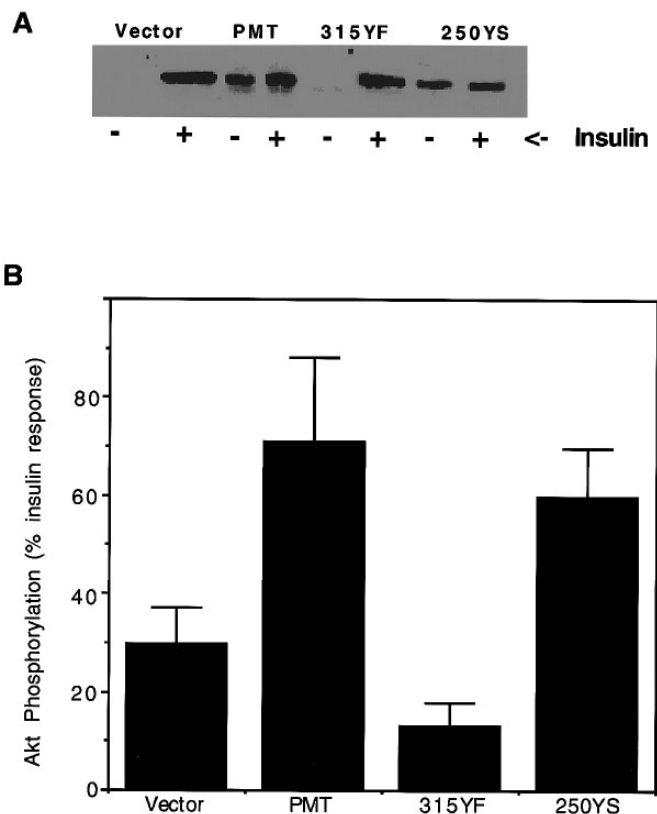 A
Vector PMT 315YF 250YS
- + - + - + - + <- Insulin
B
Akt Phosphorylation (% insulin response)
80
60
40
20
0
Vector PMT 315YF 250YS